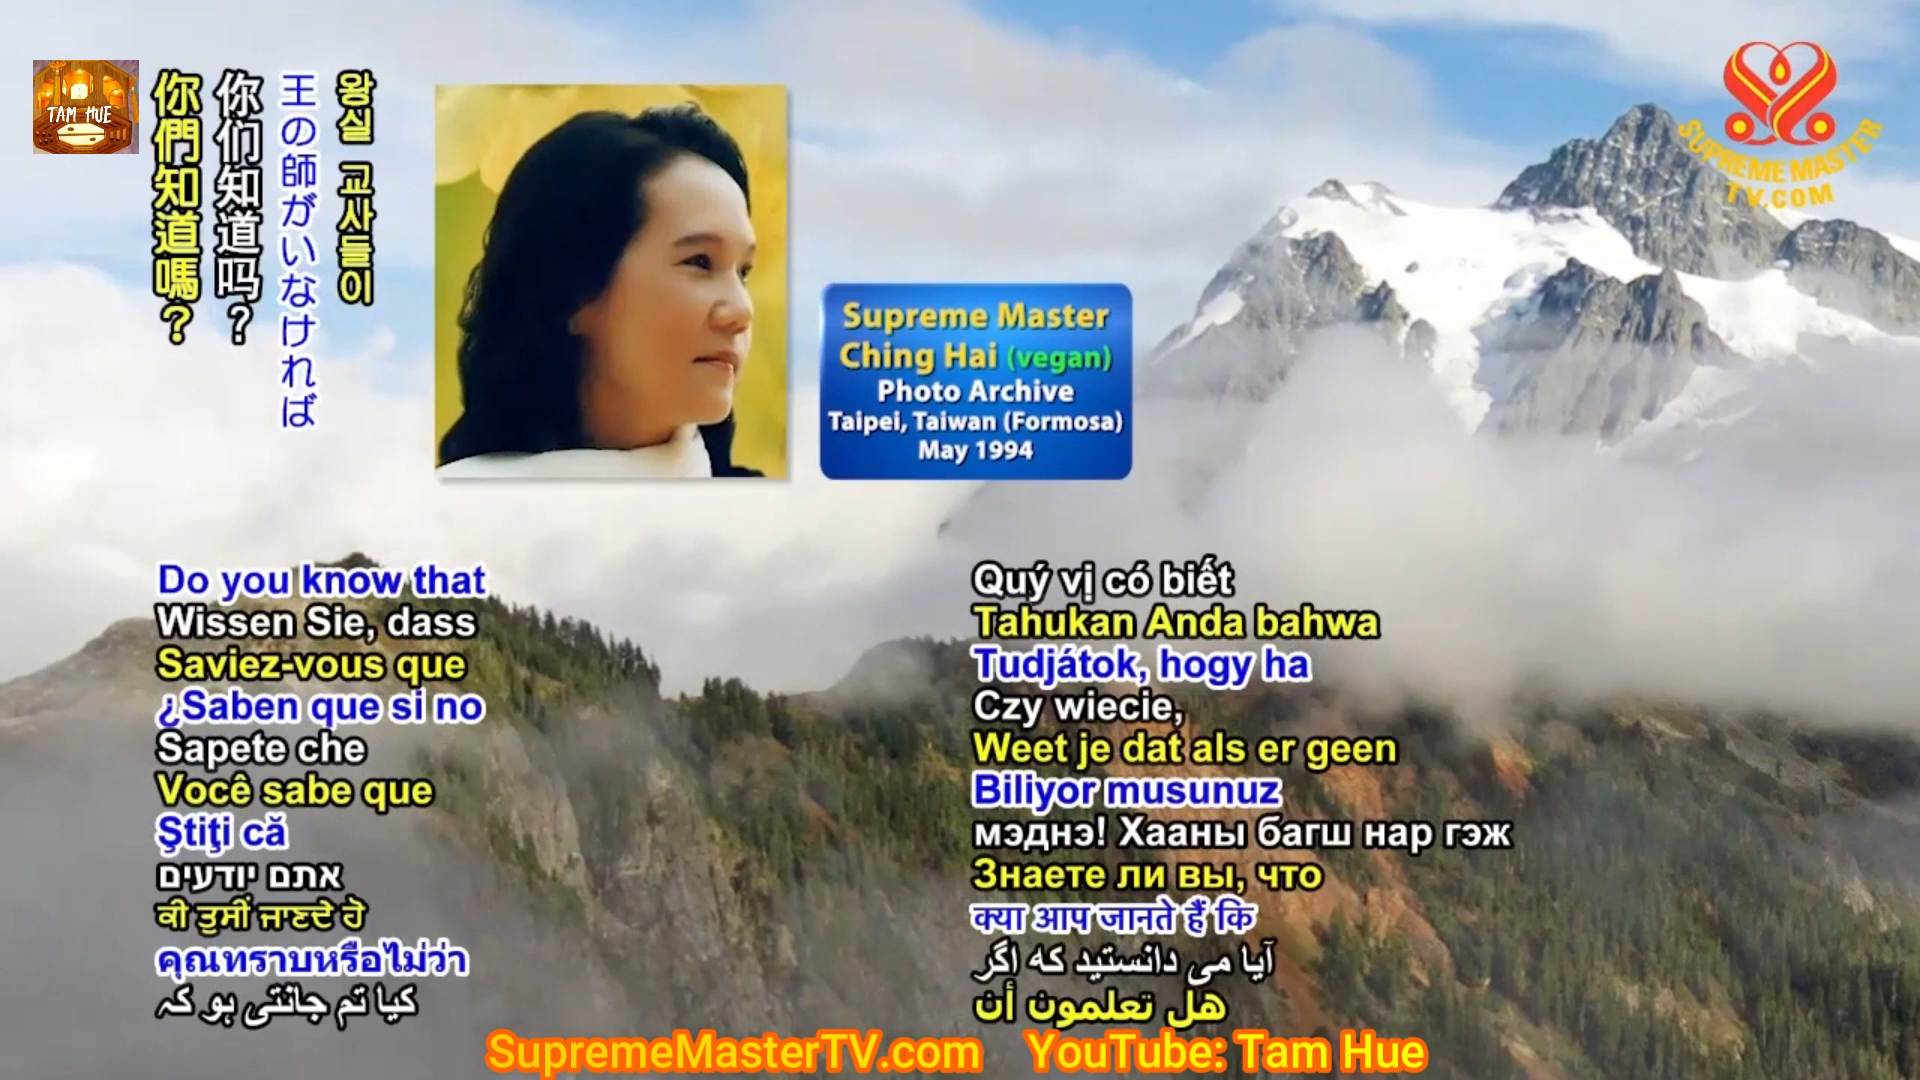 TAM HUE
你們知道嗎？
你们知道吗？
王の師がいなければ
왕실 교사들이
Supreme Master
Ching Hai (vegan)
Photo Archive
Taipei, Taiwan (Formosa)
May 1994
SUPREME MASTER
TV.COM
Do you know that
Wissen Sie, dass
Saviez-vous que
¿Saben que si no
Sapete che
Você sabe que
Ştiţi că
אתם יודעים
ਕੀ ਤੁਸੀਂ ਜਾਣਦੇ ਹੋ
คุณทราบหรือไม่ว่า
کیا تم جانتی ہو کہ
Quý vị có biết
Tahukan Anda bahwa
Tudjátok, hogy ha
Czy wiecie,
Weet je dat als er geen
Biliyor musunuz
мэднэ! Хааны багш нар гэж
Знаете ли вы, что
क्या आप जानते हैं कि
آیا می دانستید که اگر
هل تعلمون أن
SupremeMasterTV.com YouTube: Tam Hue